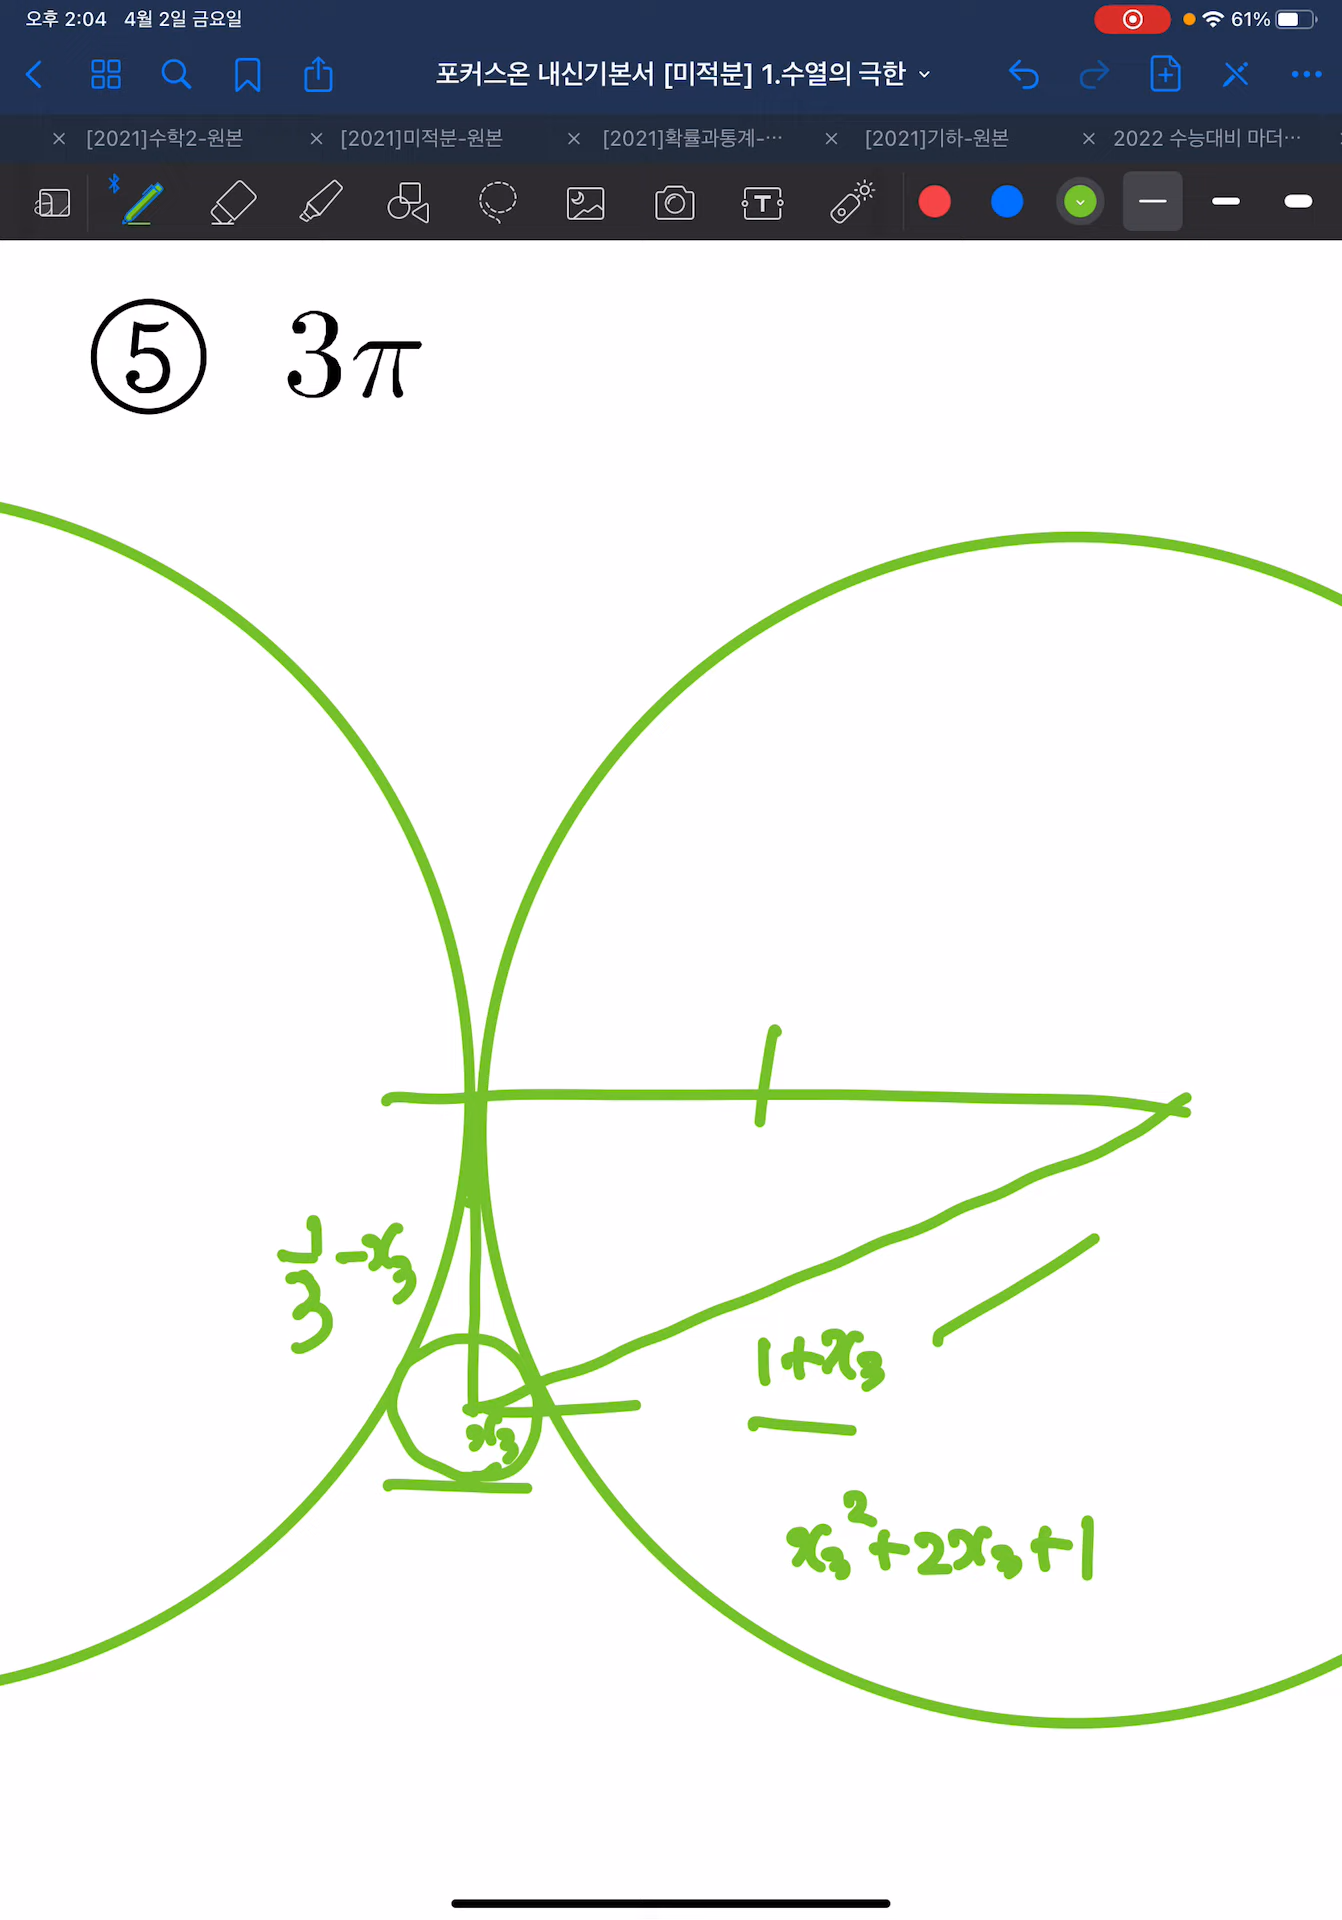 오후 2:04 4월 2일 금요일
61%
포커스온 내신기본서 [미적분] 1.수열의 극한
[2021]수학2-원본
[2021]미적분-원본
[2021]확률과통계-···
[2021]기하-원본
2022 수능대비 마더···
⑤ 3π
1/3 - x₃
1+x₃
x₃
x₃²+2x₃+1